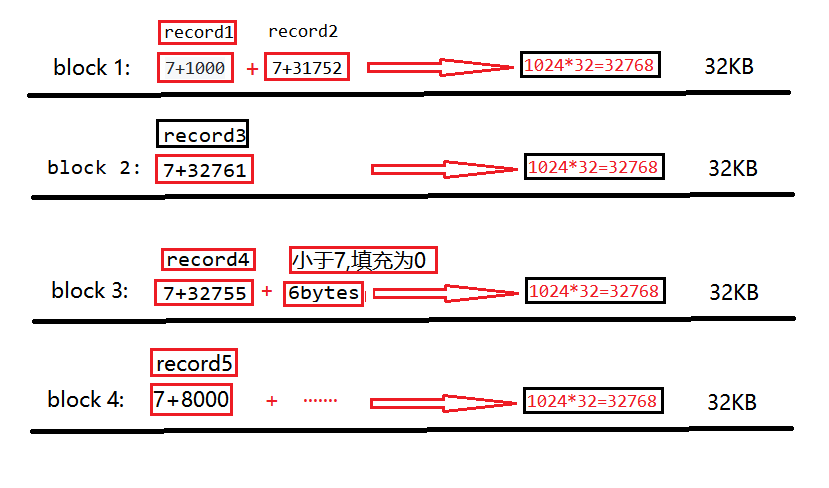 record1 record2
block 1: 7+1000 + 7+31752 1024*32=32768 32KB
record3
block 2: 7+32761 1024*32=32768 32KB
record4 小于7,填充为0
block 3: 7+32755 + 6bytes 1024*32=32768 32KB
record5
block 4: 7+8000 + ······· 1024*32=32768 32KB